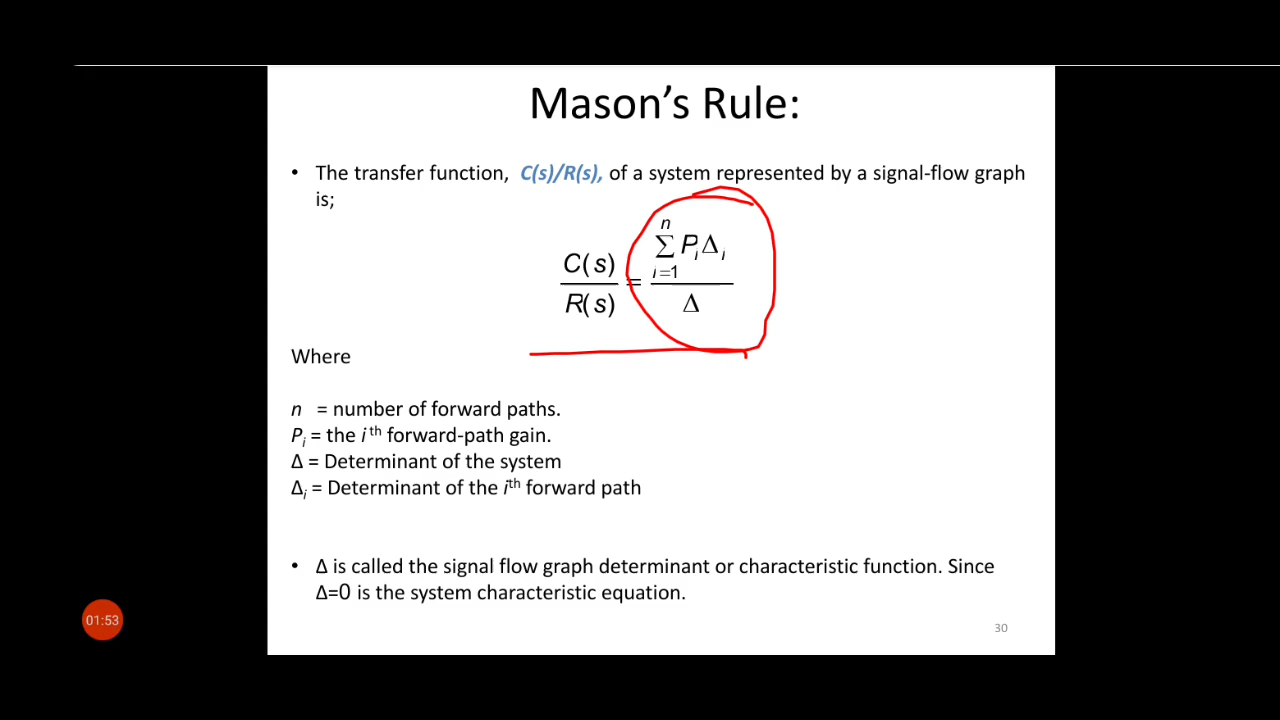 Mason's Rule:
• The transfer function, C(s)/R(s), of a system represented by a signal-flow graph
is;
C(s)/R(s) = ∑_{i=1}^{n} P_i Δ_i / Δ
Where
n = number of forward paths.
P_i = the i^th forward-path gain.
Δ = Determinant of the system
Δ_i = Determinant of the i^th forward path
• Δ is called the signal flow graph determinant or characteristic function. Since
Δ=0 is the system characteristic equation.
01:53
30